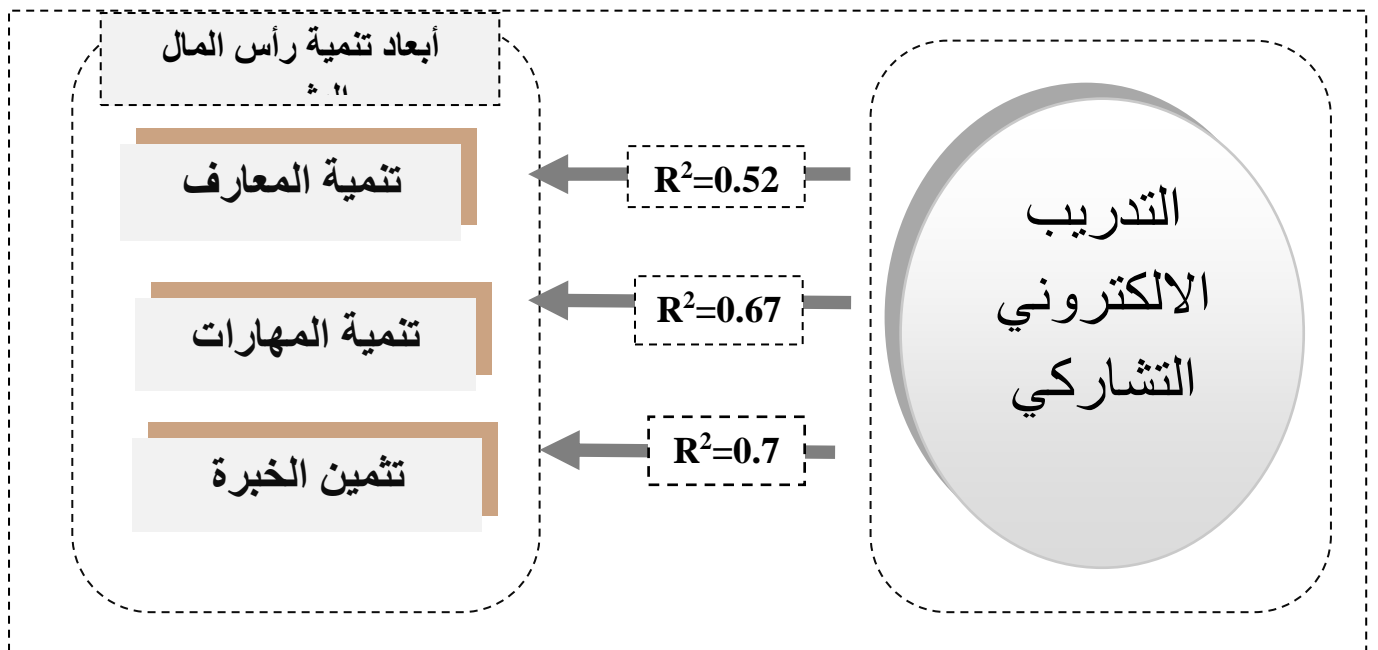 أبعاد تنمية رأس المال
التدريب
الالكتروني
التشاركي
R²=0.52
R²=0.67
R²=0.7
تنمية المعارف
تنمية المهارات
تثمين الخبرة